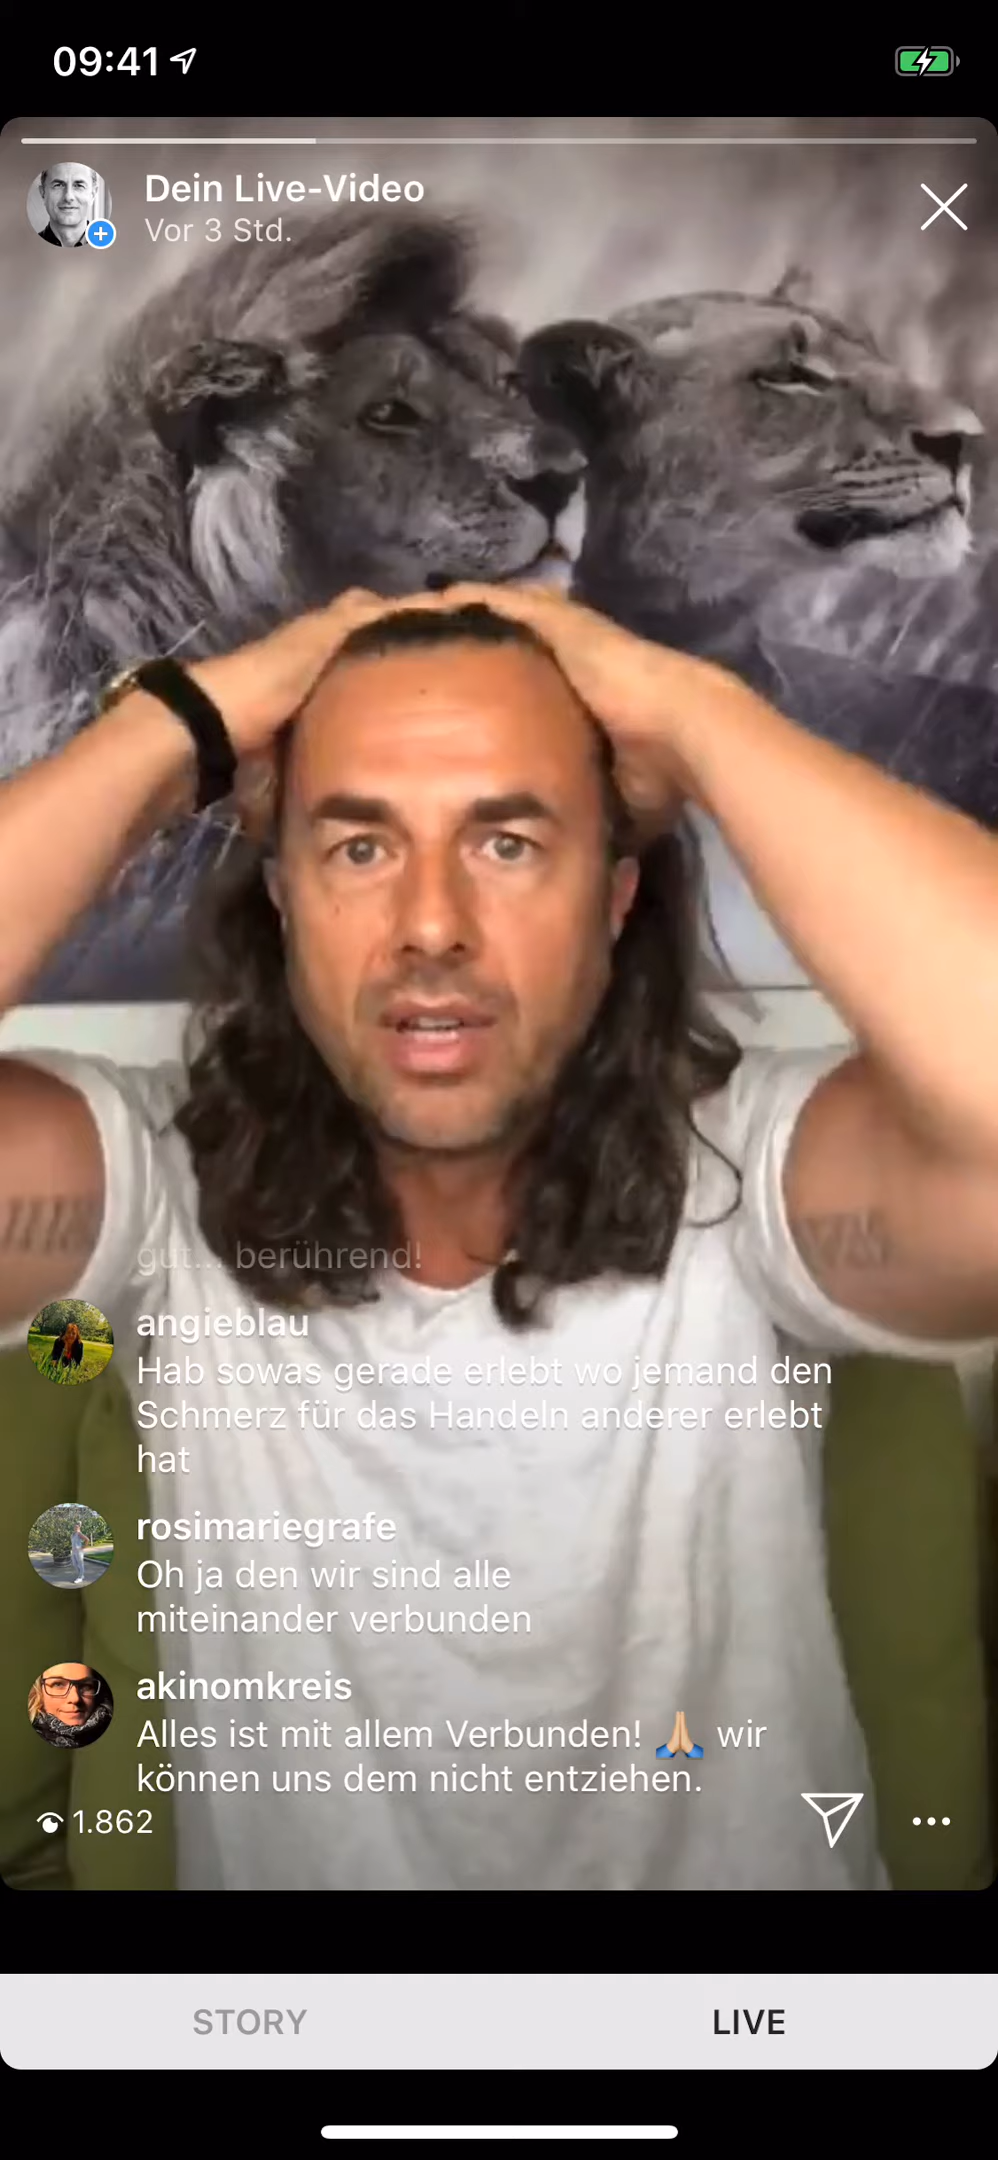 09:41
Dein Live-Video
Vor 3 Std.
gut... berührend!
angieblau
Hab sowas gerade erlebt wo jemand den
Schmerz für das Handeln anderer erlebt
hat
rosimariegrafe
Oh ja den wir sind alle
miteinander verbunden
akinomkreis
Alles ist mit allem Verbunden! 🙏🏼 wir
können uns dem nicht entziehen.
1.862
STORY
LIVE